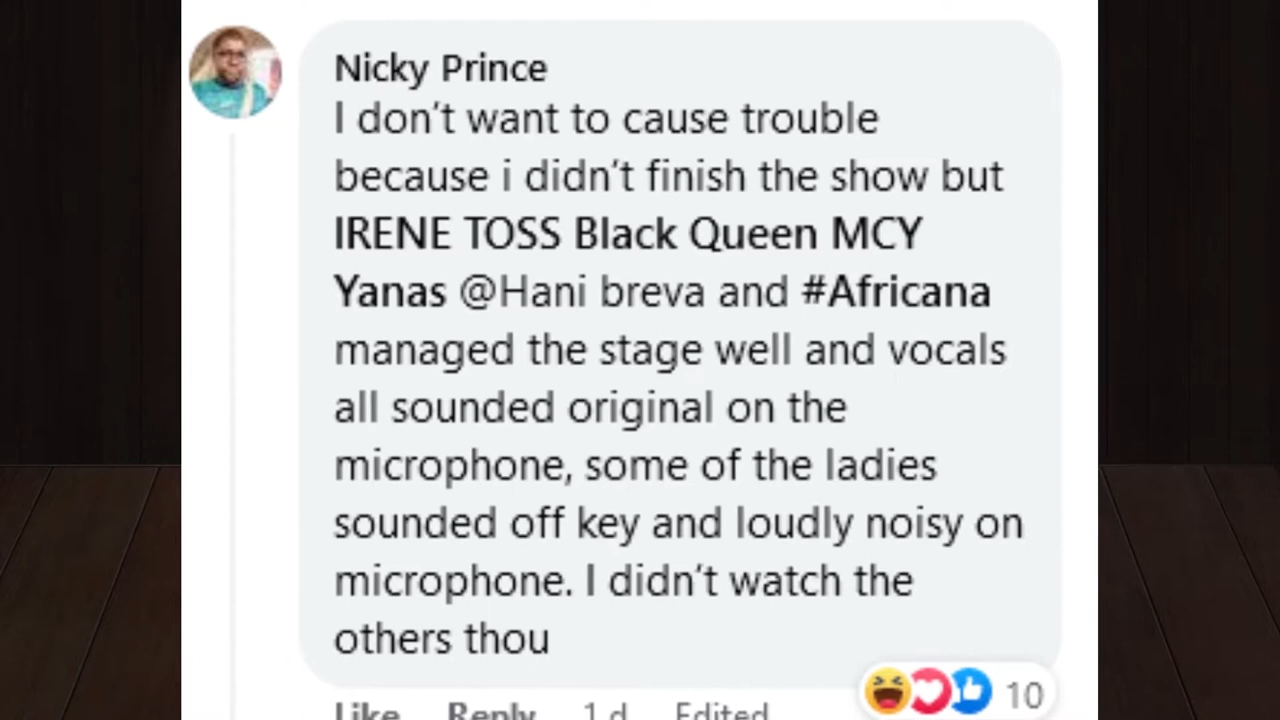 Nicky Prince
I don't want to cause trouble
because i didn't finish the show but
IRENE TOSS Black Queen MCY
Yanas @Hani breva and #Africana
managed the stage well and vocals
all sounded original on the
microphone, some of the ladies
sounded off key and loudly noisy on
microphone. I didn't watch the
others thou
10
Like Reply 1 d Edited